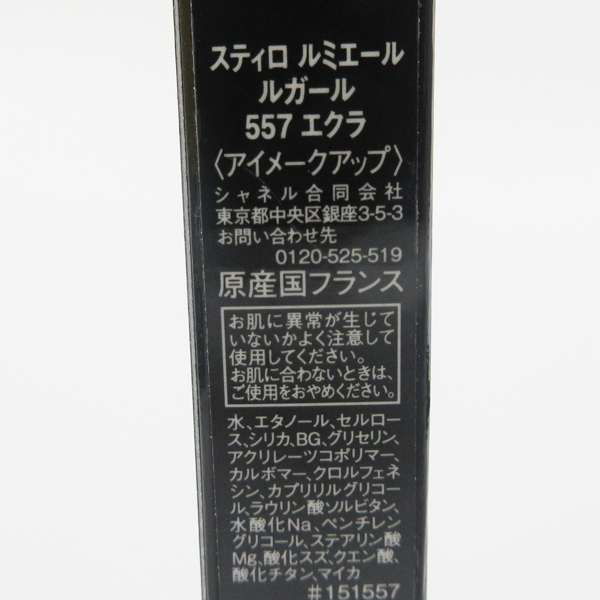 スティロ ルミエール
ルガール
557 エクラ
〈アイメークアップ〉
シャネル合同会社
東京都中央区銀座3-5-3
お問い合わせ先
0120-525-519
原産国フランス
お肌に異常が生じて
いないかよく注意して
使用してください。
お肌に合わないときは、
ご使用をおやめください。
水、エタノール、セルロー
ス、シリカ、BG、グリセリン、
アクリレーツコポリマー、
カルボマー、クロルフェネ
シン、カプリリルグリコー
ル、ラウリン酸ソルビタン、
水酸化Na、ペンチレン
グリコール、ステアリン酸
Mg、酸化スズ、クエン酸、
酸化チタン、マイカ
#151557